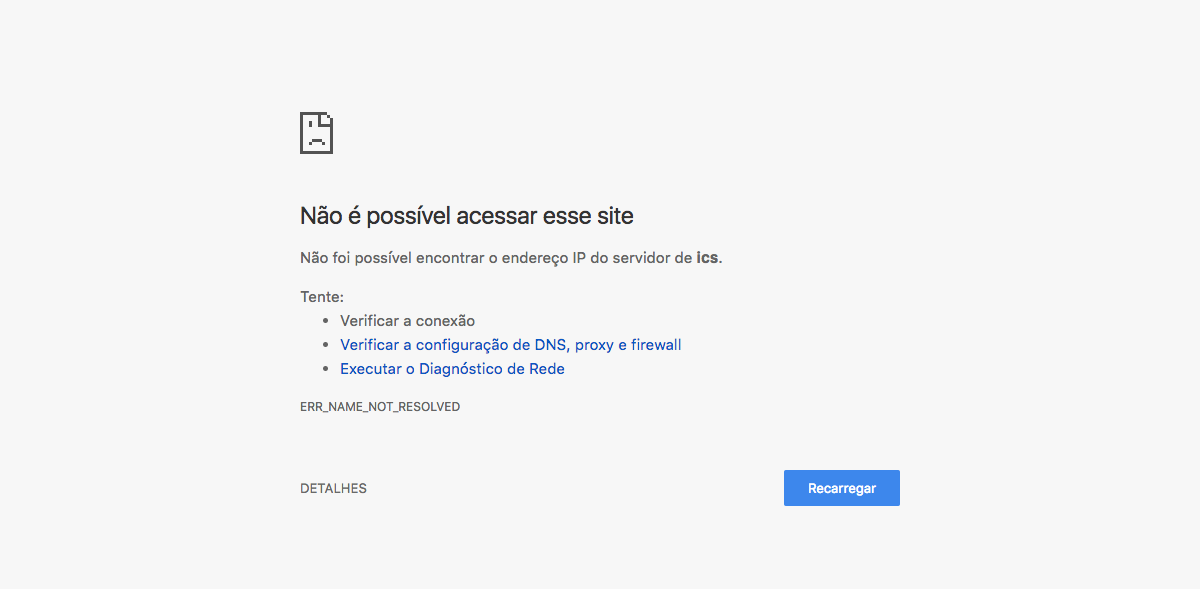 Não é possível acessar esse site
Não foi possível encontrar o endereço IP do servidor de ics.
Tente:
• Verificar a conexão
• Verificar a configuração de DNS, proxy e firewall
• Executar o Diagnóstico de Rede
ERR_NAME_NOT_RESOLVED
DETALHES
Recarregar